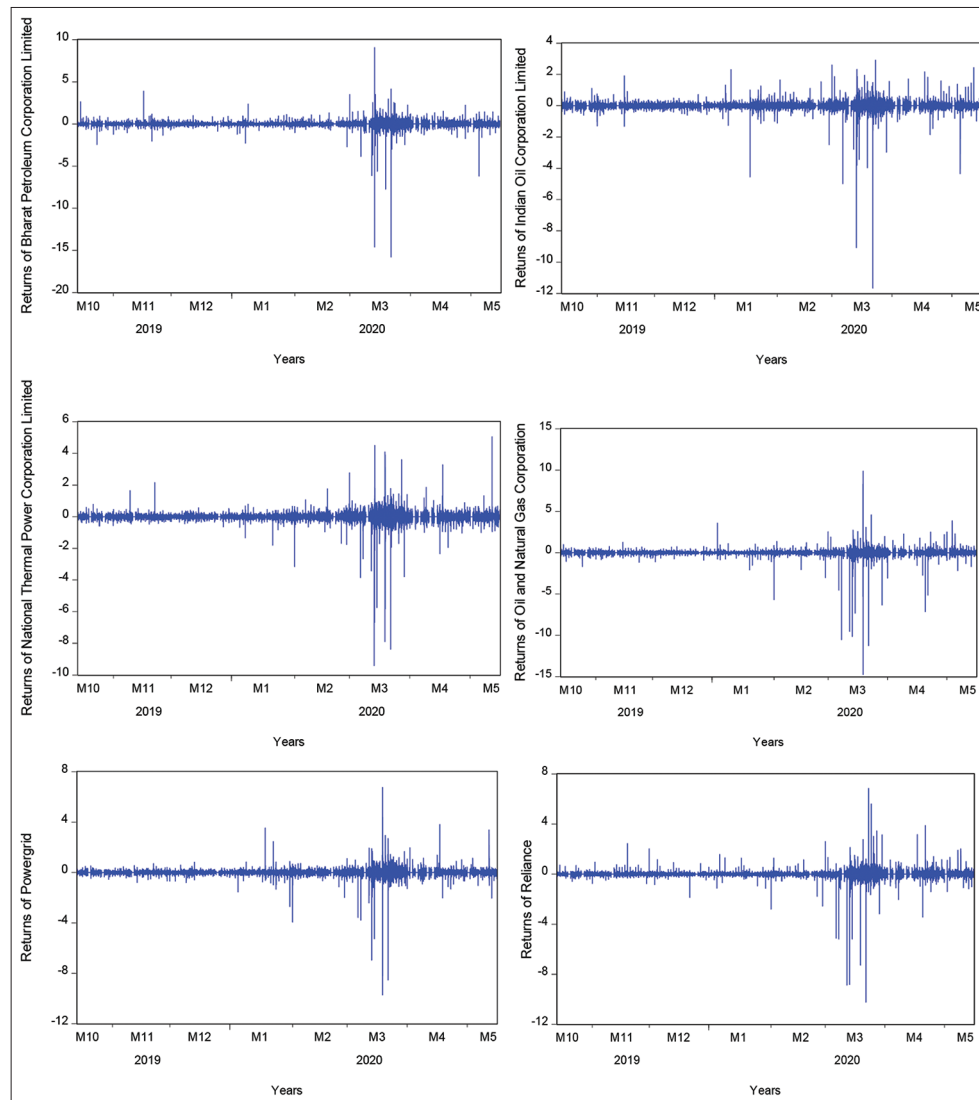 Returns of Bharat Petroleum Corporation Limited
10
5
0
-5
-10
-15
-20
M10 M11 M12 M1 M2 M3 M4 M5
2019 2020
Years
Retuns of Indian Oil Corporation Limited
4
2
0
-2
-4
-6
-8
-10
-12
M10 M11 M12 M1 M2 M3 M4 M5
2019 2020
Years
Returns of National Thermal Power Corporation Limited
6
4
2
0
-2
-4
-6
-8
-10
M10 M11 M12 M1 M2 M3 M4 M5
2019 2020
Years
Returns of Oil and Natural Gas Corporation
15
10
5
0
-5
-10
-15
M10 M11 M12 M1 M2 M3 M4 M5
2019 2020
Years
Returns of Powergrid
8
4
0
-4
-8
-12
M10 M11 M12 M1 M2 M3 M4 M5
2019 2020
Years
Returns of Reliance
8
4
0
-4
-8
-12
M10 M11 M12 M1 M2 M3 M4 M5
2019 2020
Years